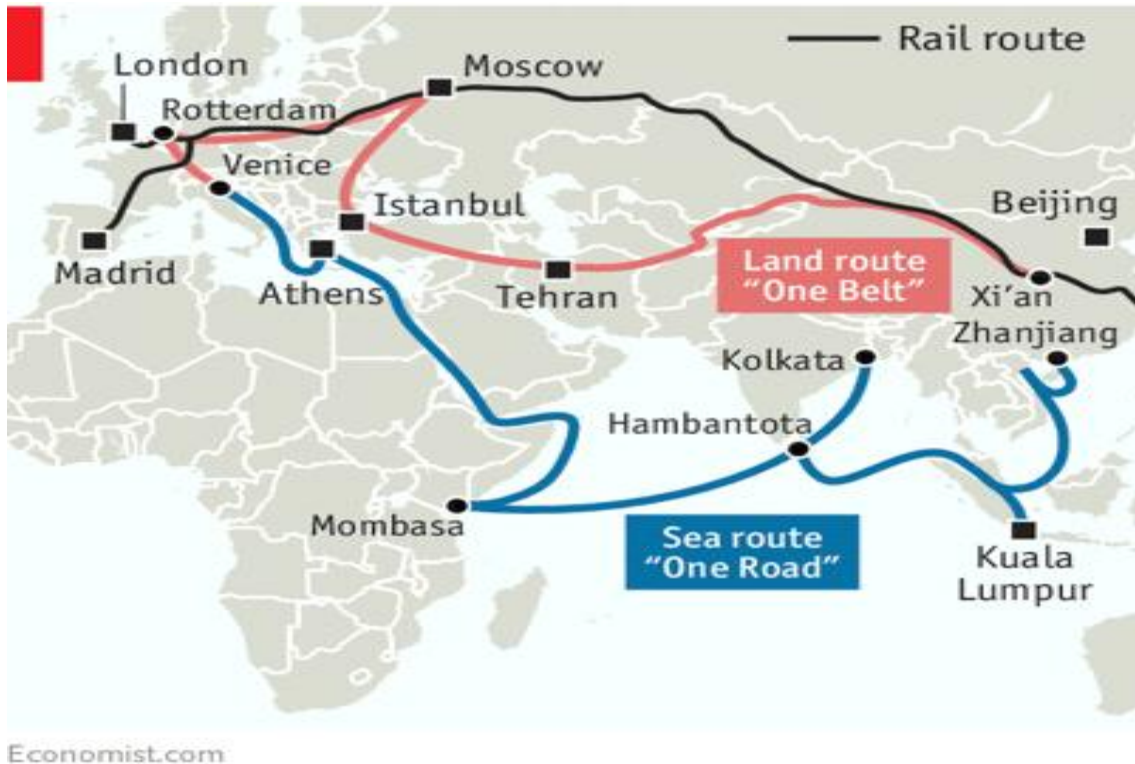 Rail route
London
Moscow
Rotterdam
Venice
Istanbul
Beijing
Madrid
Athens
Tehran
Land route
“One Belt”
Xi’an
Zhanjiang
Kolkata
Hambantota
Mombasa
Sea route
“One Road”
Kuala
Lumpur
Economist.com